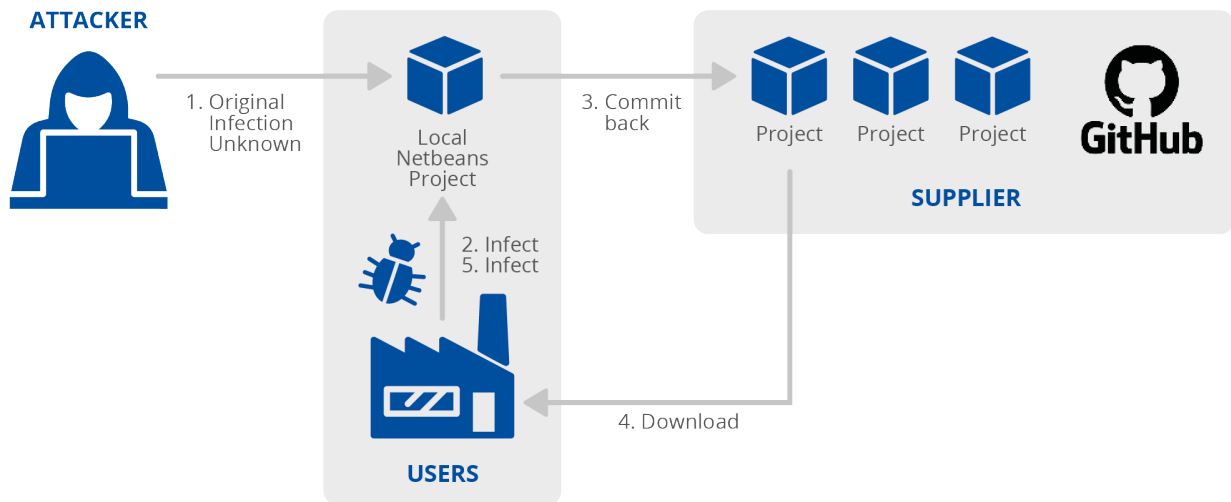 ATTACKER
1. Original
Infection
Unknown
Local
Netbeans
Project
3. Commit
back
Project
Project
Project
GitHub
SUPPLIER
2. Infect
5. Infect
4. Download
USERS